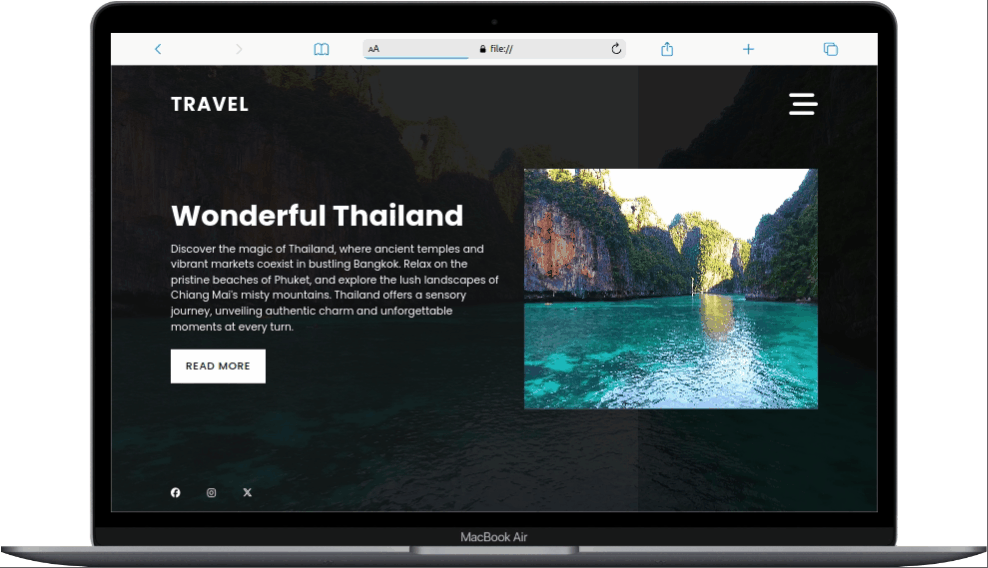 AA file://
TRAVEL
Wonderful Thailand
Discover the magic of Thailand, where ancient temples and
vibrant markets coexist in bustling Bangkok. Relax on the
pristine beaches of Phuket, and explore the lush landscapes of
Chiang Mai's misty mountains. Thailand offers a sensory
journey, unveiling authentic charm and unforgettable
moments at every turn.
READ MORE
MacBook Air